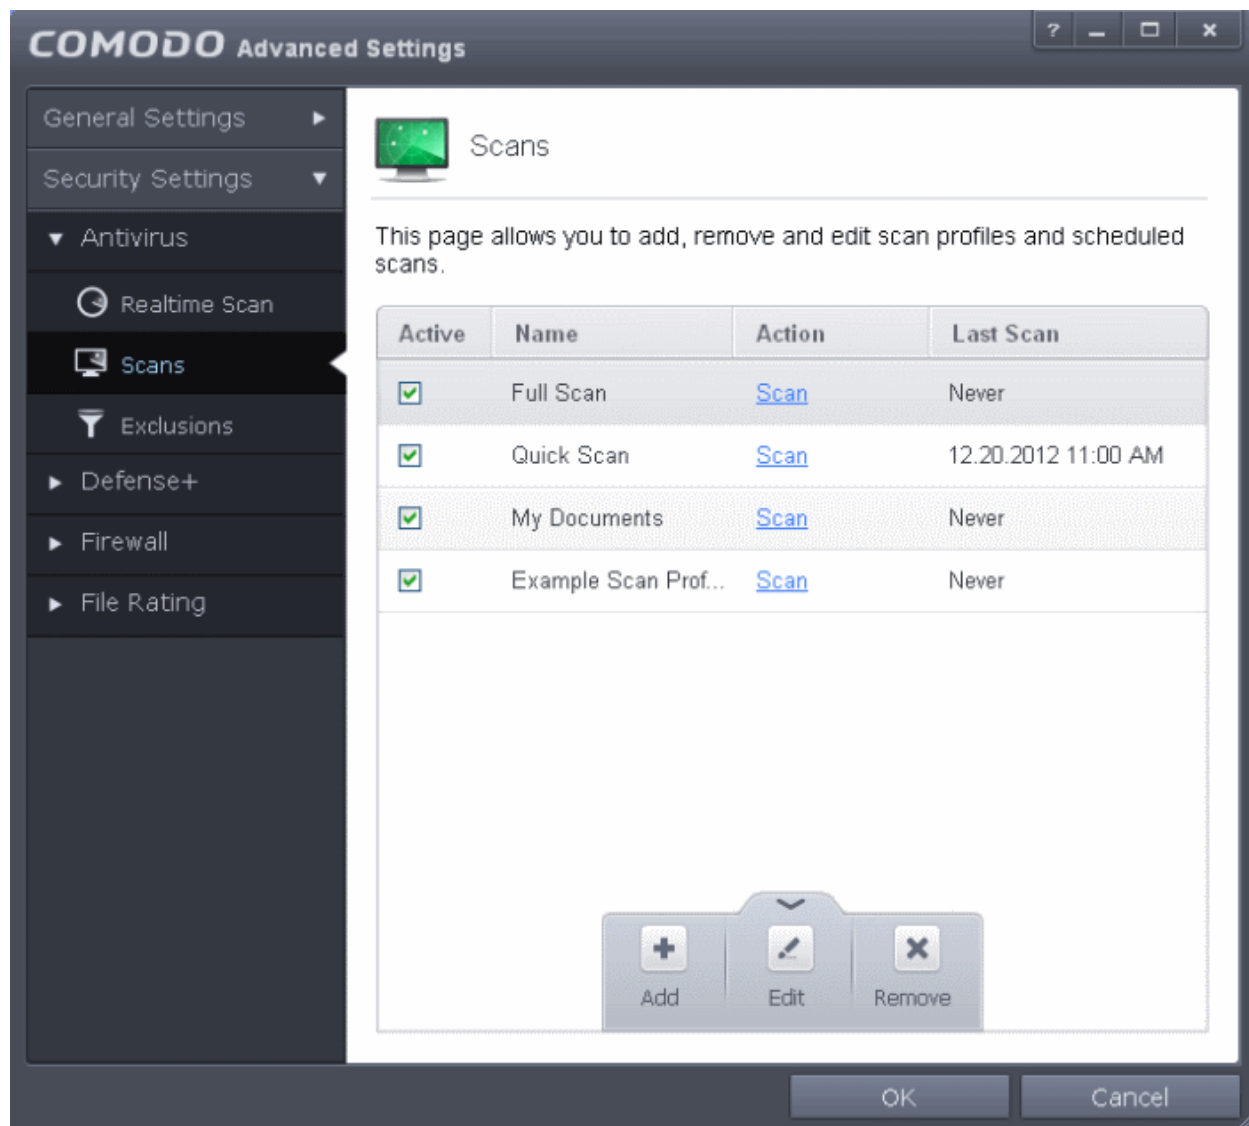 COMODO Advanced Settings
?
General Settings
Security Settings
Antivirus
Realtime Scan
Scans
Exclusions
Defense+
Firewall
File Rating
Scans
This page allows you to add, remove and edit scan profiles and scheduled
scans.
Active Name Action Last Scan
Full Scan Scan Never
Quick Scan Scan 12.20.2012 11:00 AM
My Documents Scan Never
Example Scan Prof... Scan Never
Add Edit Remove
OK Cancel